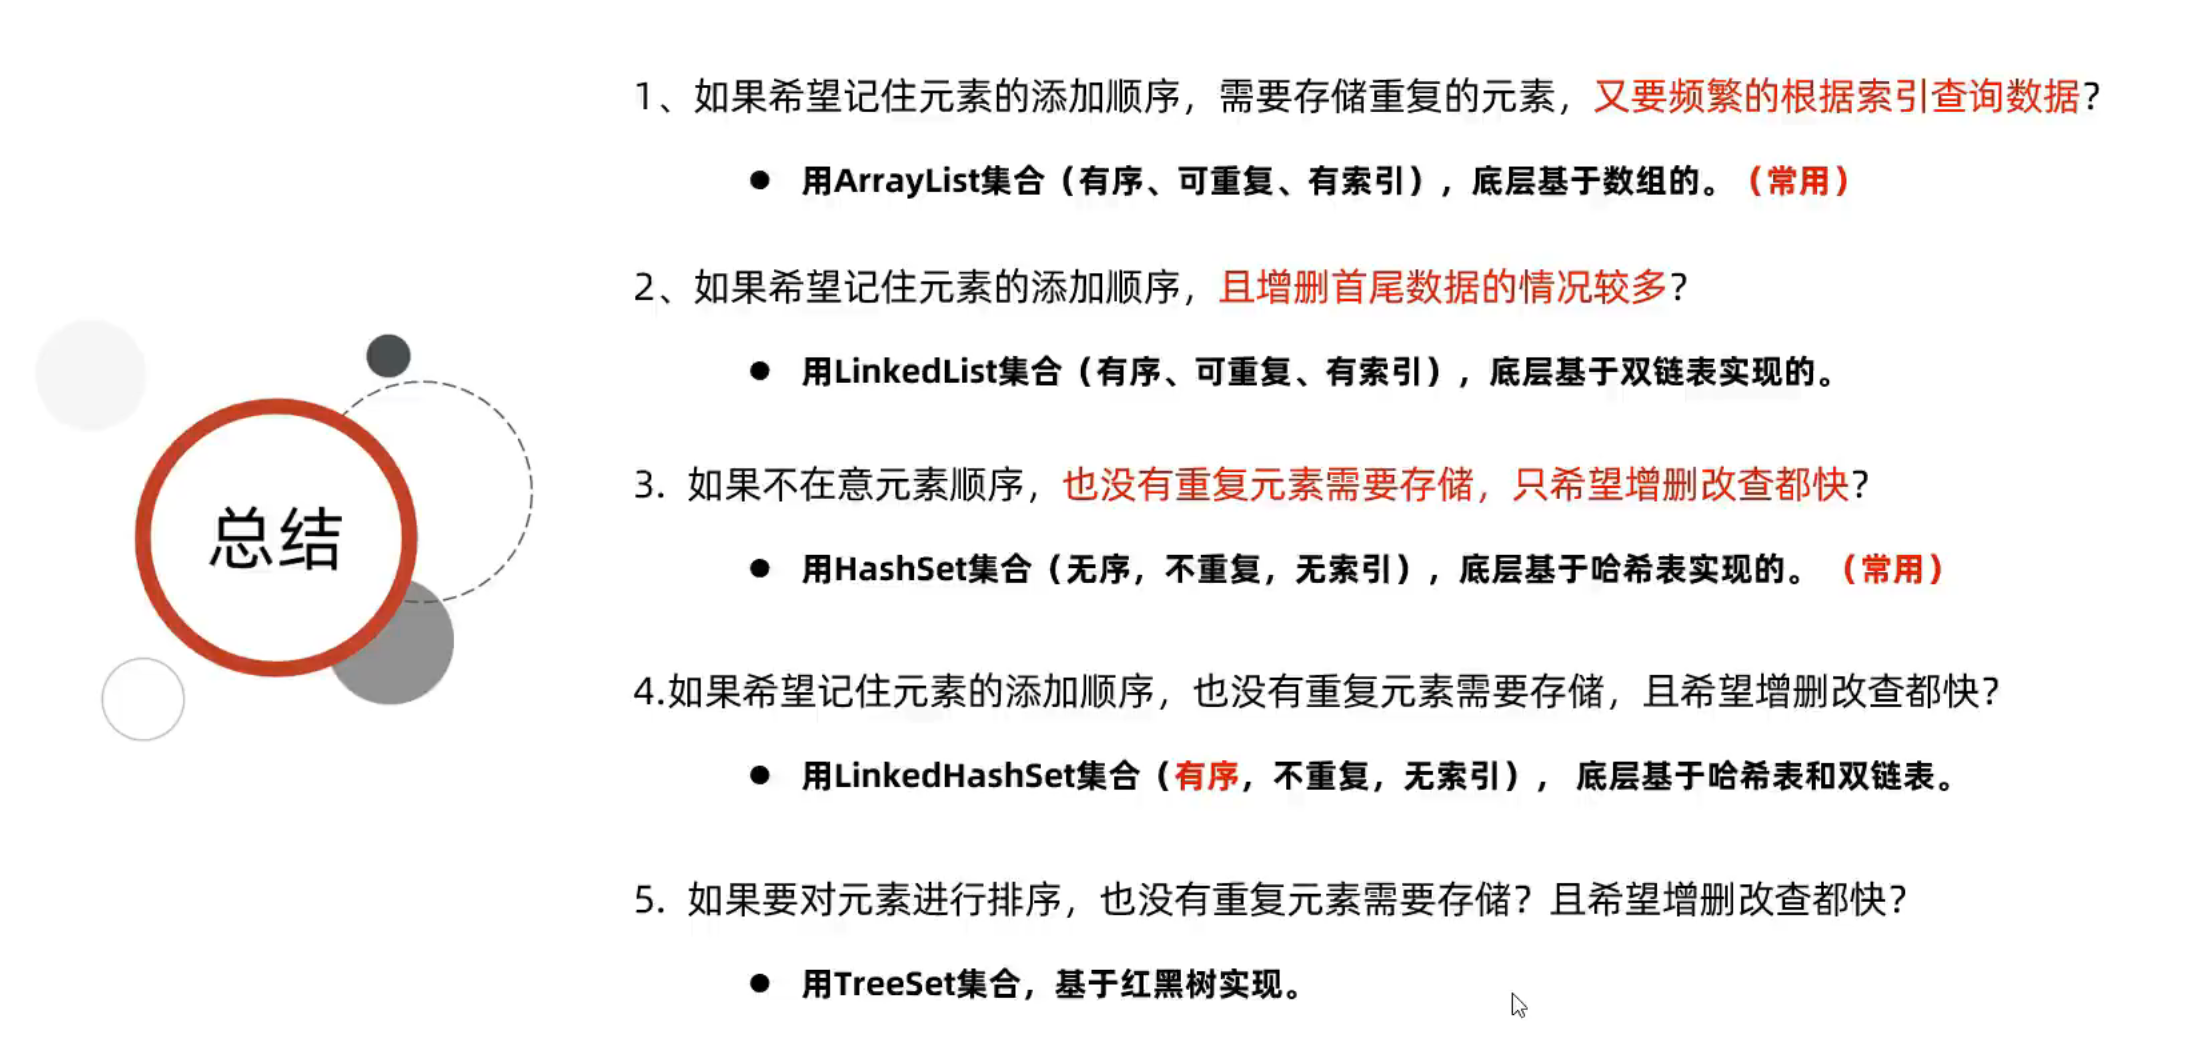 总结
1、如果希望记住元素的添加顺序，需要存储重复的元素，又要频繁的根据索引查询数据？
● 用ArrayList集合（有序、可重复、有索引），底层基于数组的。（常用）
2、如果希望记住元素的添加顺序，且增删首尾数据的情况较多？
● 用LinkedList集合（有序、可重复、有索引），底层基于双链表实现的。
3. 如果不在意元素顺序，也没有重复元素需要存储，只希望增删改查都快？
● 用HashSet集合（无序，不重复，无索引），底层基于哈希表实现的。（常用）
4.如果希望记住元素的添加顺序，也没有重复元素需要存储，且希望增删改查都快？
● 用LinkedHashSet集合（有序，不重复，无索引）， 底层基于哈希表和双链表。
5. 如果要对元素进行排序，也没有重复元素需要存储？且希望增删改查都快？
● 用TreeSet集合，基于红黑树实现。